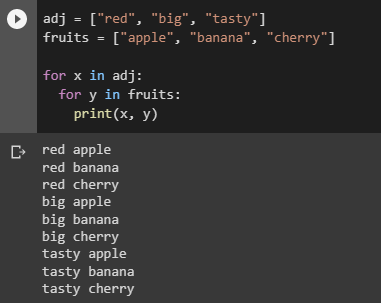 adj = ["red", "big", "tasty"]
fruits = ["apple", "banana", "cherry"]

for x in adj:
  for y in fruits:
    print(x, y)

red apple
red banana
red cherry
big apple
big banana
big cherry
tasty apple
tasty banana
tasty cherry